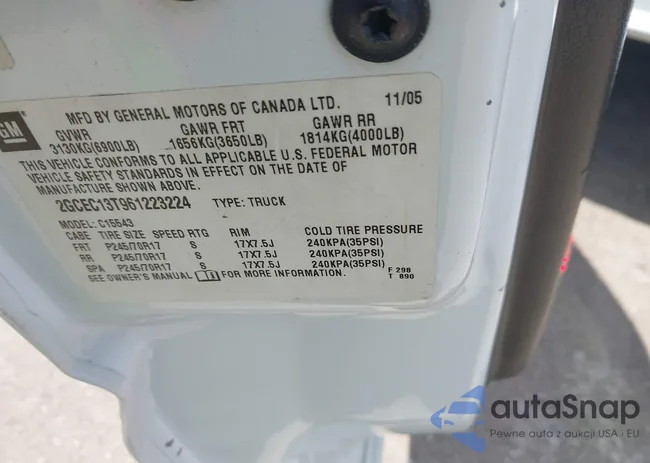 MFD BY GENERAL MOTORS OF CANADA LTD. 11/05
GM
GVWR GAWR FRT GAWR RR
3130KG(6900LB) 1656KG(3650LB) 1814KG(4000LB)
THIS VEHICLE CONFORMS TO ALL APPLICABLE U.S. FEDERAL MOTOR
VEHICLE SAFETY STANDARDS IN EFFECT ON THE DATE OF
MANUFACTURE SHOWN ABOVE.
2GCEC13T961223224 TYPE: TRUCK
MODEL: C15543
CABE TIRE SIZE SPEED RTG RIM COLD TIRE PRESSURE
FRT P245/70R17 S 17X7.5J 240KPA(35PSI)
RR P245/70R17 S 17X7.5J 240KPA(35PSI)
SPA P245/70R17 S 17X7.5J 240KPA(35PSI)
SEE OWNER'S MANUAL FOR MORE INFORMATION.
F 298
T 890
autaSnap
Pewne auta z aukcji USA i EU